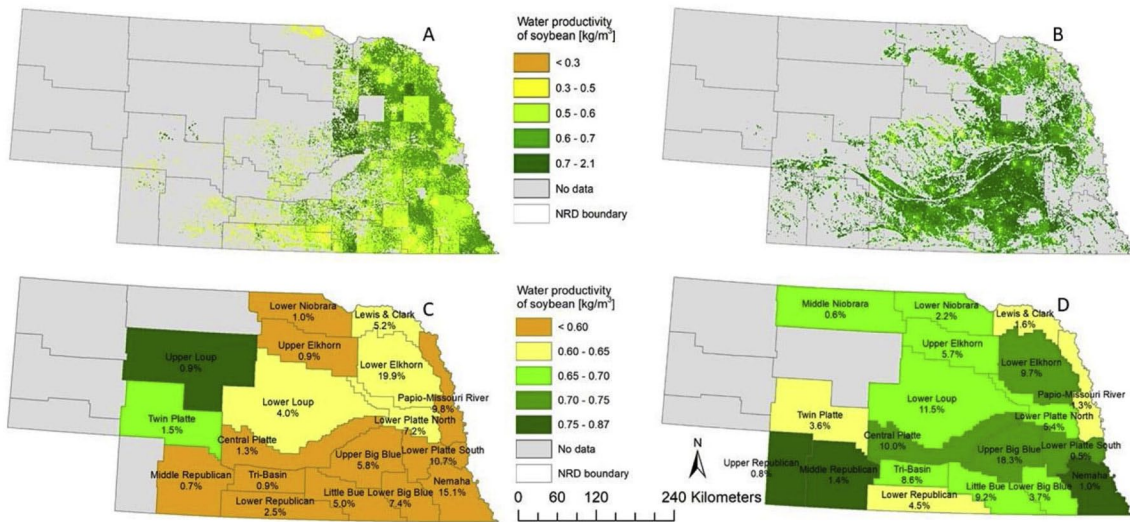 Water productivity
of soybean [kg/m³]
< 0.3
0.3 - 0.5
0.5 - 0.6
0.6 - 0.7
0.7 - 2.1
No data
NRD boundary
A
B
Lower Niobrara
1.0%
Lewis & Clark
5.2%
C
Upper Elkhorn
0.9%
Upper Loup
0.9%
Lower Elkhorn
19.9%
Papio-Missouri River
9.8%
Lower Loup
4.0%
Twin Platte
1.5%
Lower Platte North
7.2%
Central Platte
1.3%
Upper Big Blue
5.8%
Lower Platte South
10.7%
Middle Republican
0.7%
Tri-Basin
0.9%
Nemaha
15.1%
Little Bue
5.0%
Lower Big Blue
7.4%
Lower Republican
2.5%
Water productivity
of soybean [kg/m³]
< 0.60
0.60 - 0.65
0.65 - 0.70
0.70 - 0.75
0.75 - 0.87
No data
NRD boundary
0 60 120 240 Kilometers
N
Middle Niobrara
0.6%
Lower Niobrara
2.2%
Lewis & Clark
1.6%
D
Upper Elkhorn
5.7%
Lower Elkhorn
9.7%
Papio-Missouri River
1.3%
Lower Loup
11.5%
Twin Platte
3.6%
Lower Platte North
5.4%
Central Platte
10.0%
Upper Big Blue
18.3%
Lower Platte South
0.5%
Upper Republican
0.8%
Middle Republican
1.4%
Tri-Basin
8.6%
Nemaha
1.0%
Little Bue
9.2%
Lower Big Blue
3.7%
Lower Republican
4.5%